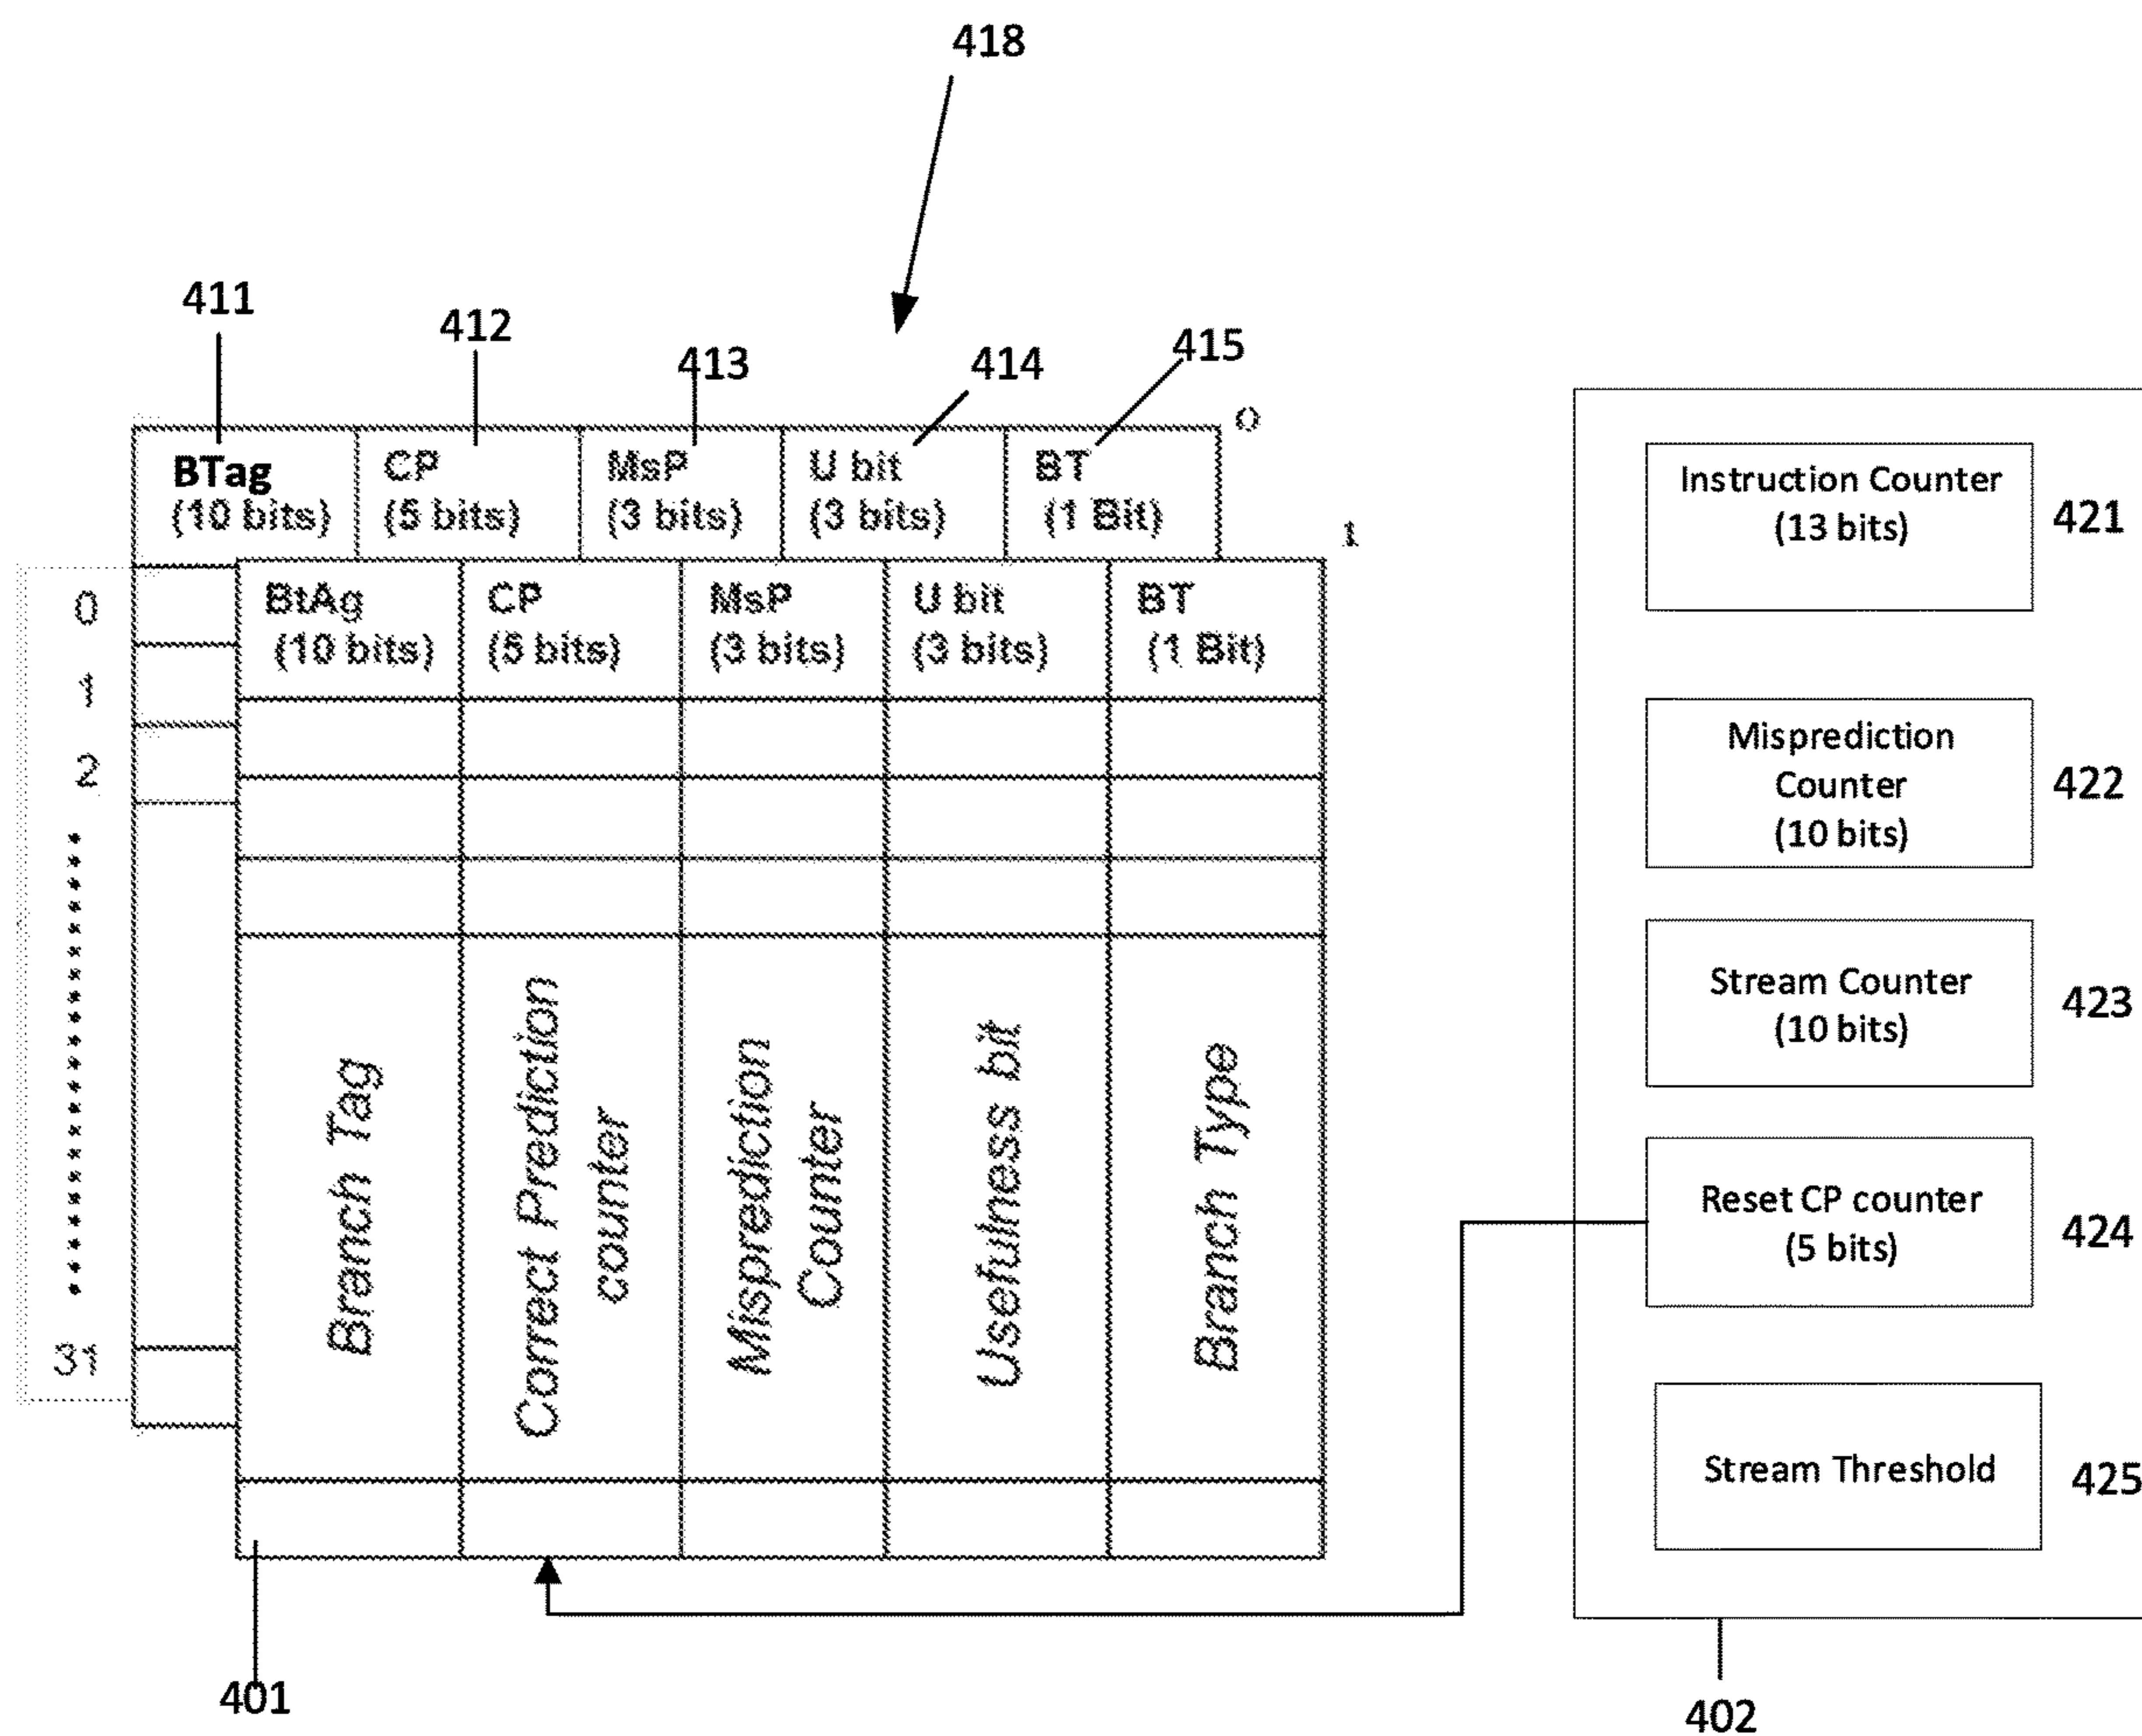 418
411
412
413
414
415
0
BTag
(10 bits)
CP
(5 bits)
MsP
(3 bits)
U bit
(3 bits)
BT
(1 Bit)
1
BtAg
(10 bits)
CP
(5 bits)
MsP
(3 bits)
U bit
(3 bits)
BT
(1 Bit)
0
1
2
31
Branch Tag
Correct Prediction
counter
Misprediction
Counter
Usefulness bit
Branch Type
401
Instruction Counter
(13 bits)
421
Misprediction
Counter
(10 bits)
422
Stream Counter
(10 bits)
423
Reset CP counter
(5 bits)
424
Stream Threshold
425
402